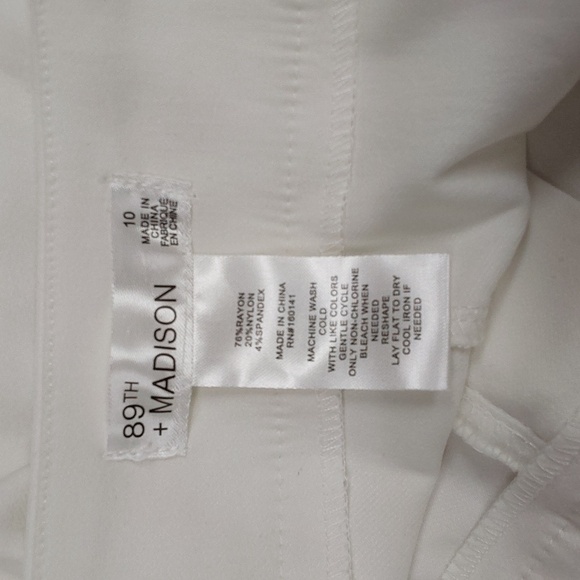 89TH
+ MADISON
10
MADE IN
CHINA
FABRIQUE
EN CHINE
76%RAYON
20%NYLON
4%SPANDEX
MADE IN CHINA
RN#160141
MACHINE WASH
COLD
WITH LIKE COLORS
GENTLE CYCLE
ONLY NON-CHLORINE
BLEACH WHEN
NEEDED
RESHAPE
LAY FLAT TO DRY
COOL IRON IF
NEEDED